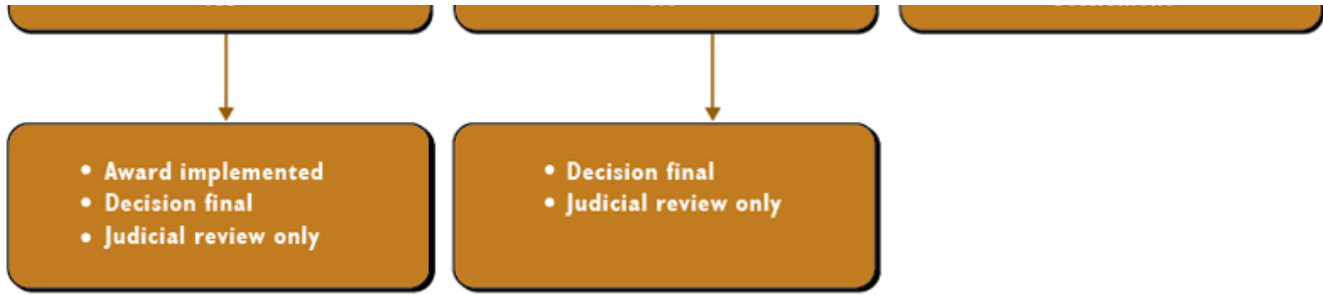 • Award implemented
• Decision final
• Judicial review only
• Decision final
• Judicial review only